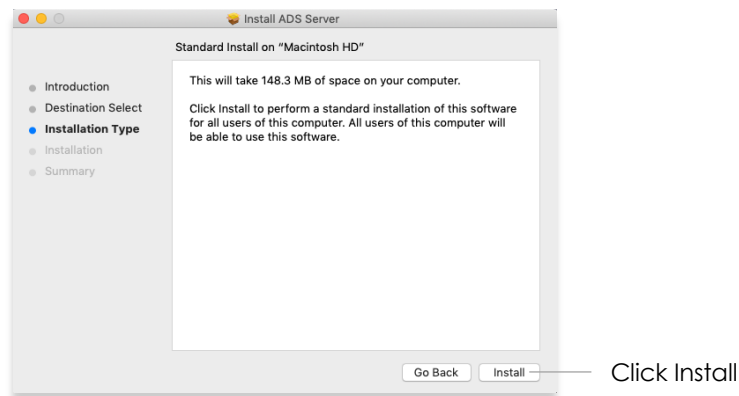 Install ADS Server
Standard Install on “Macintosh HD”
Introduction
Destination Select
Installation Type
Installation
Summary
This will take 148.3 MB of space on your computer.
Click Install to perform a standard installation of this software
for all users of this computer. All users of this computer will
be able to use this software.
Go Back
Install
Click Install